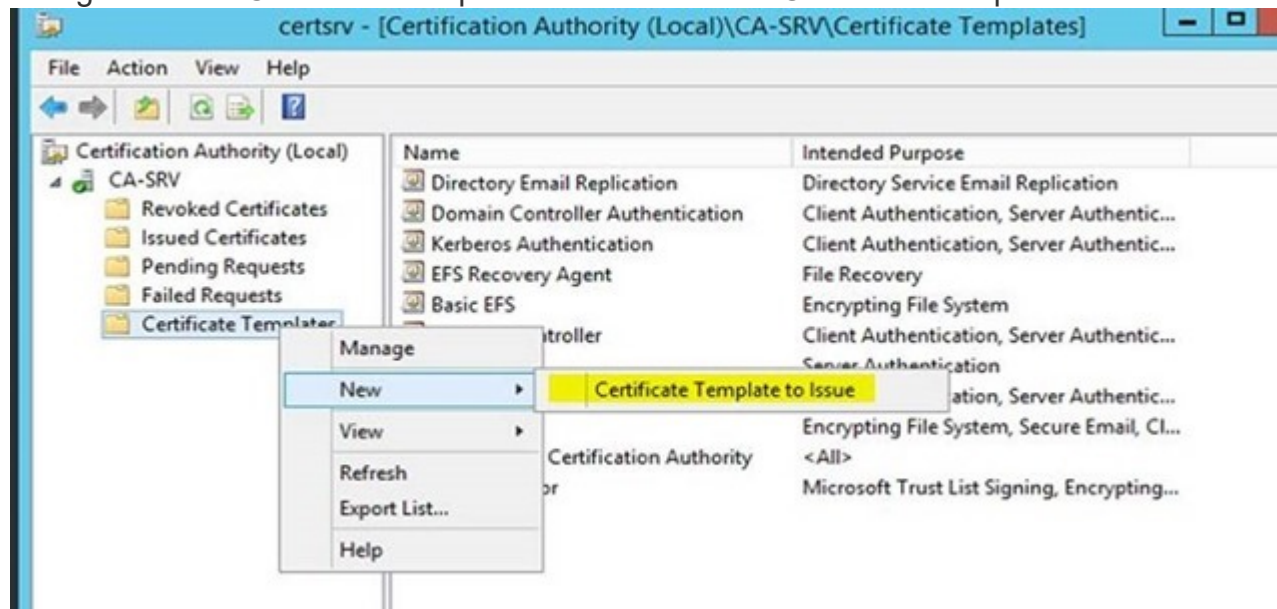 certsrv - [Certification Authority (Local)\CA-SRV\Certificate Templates]
File Action View Help
Certification Authority (Local)
CA-SRV
Revoked Certificates
Issued Certificates
Pending Requests
Failed Requests
Certificate Templates
Name Intended Purpose
Directory Email Replication Directory Service Email Replication
Domain Controller Authentication Client Authentication, Server Authentic...
Kerberos Authentication Client Authentication, Server Authentic...
EFS Recovery Agent File Recovery
Basic EFS Encrypting File System
troller Client Authentication, Server Authentic...
Server Authentication
ation, Server Authentic...
Encrypting File System, Secure Email, Cl...
Certification Authority <All>
or Microsoft Trust List Signing, Encrypting...
Manage
New
Certificate Template to Issue
View
Refresh
Export List...
Help